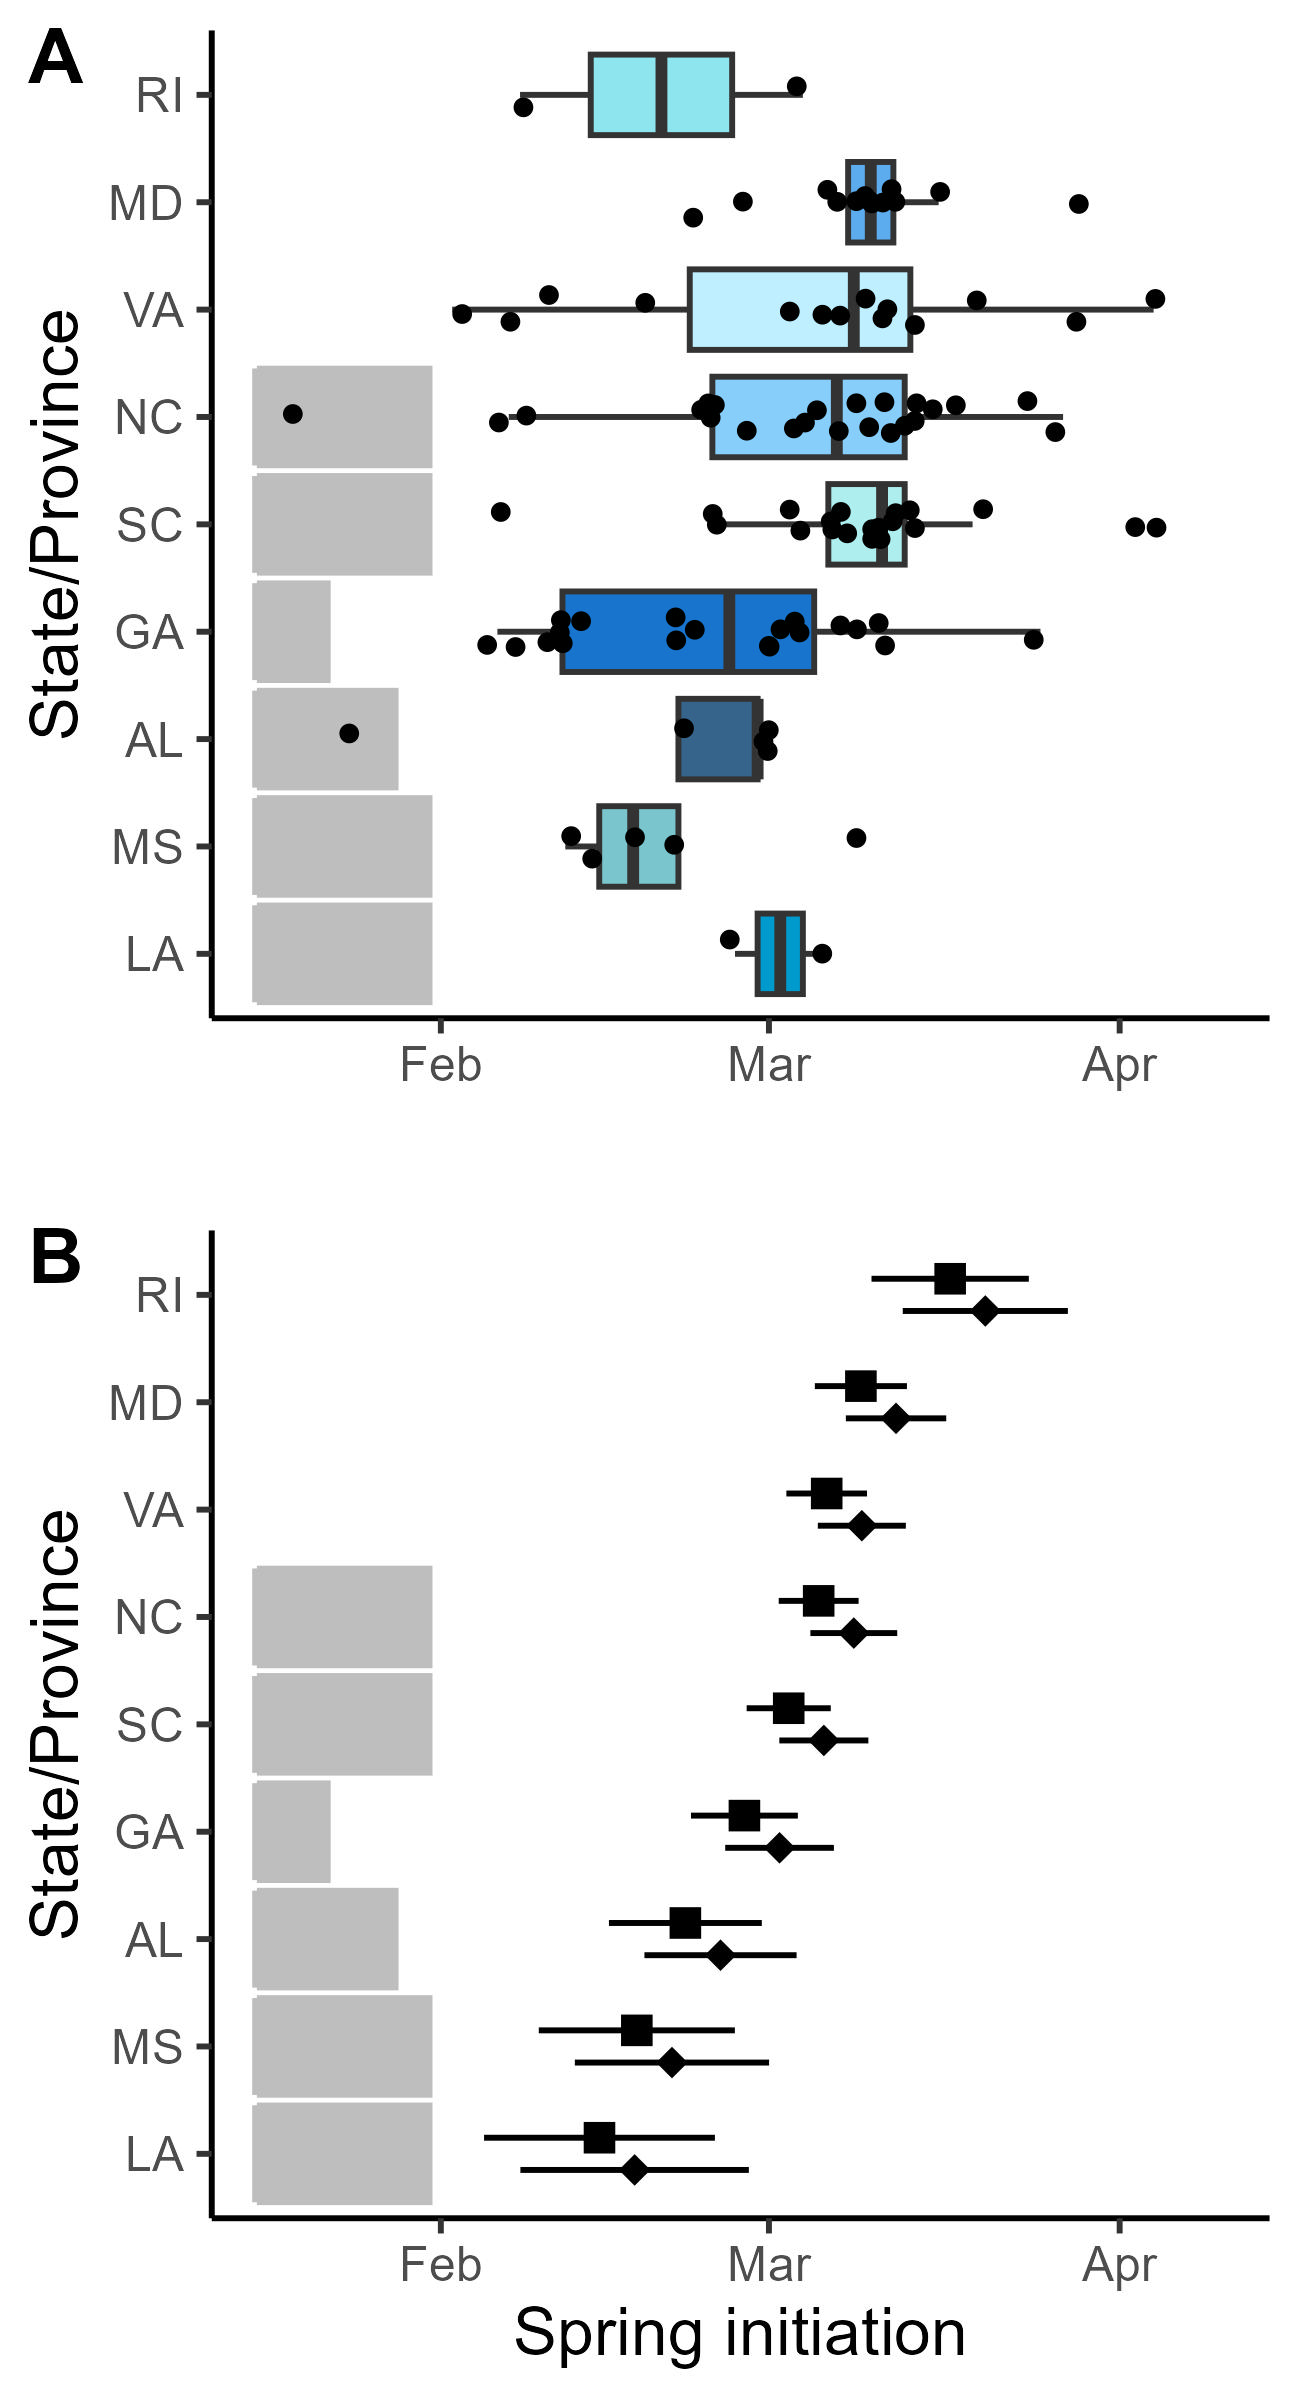 A
RI
MD
VA
NC
SC
GA
AL
MS
LA
State/Province
Feb Mar Apr
B
RI
MD
VA
NC
SC
GA
AL
MS
LA
State/Province
Feb Mar Apr
Spring initiation